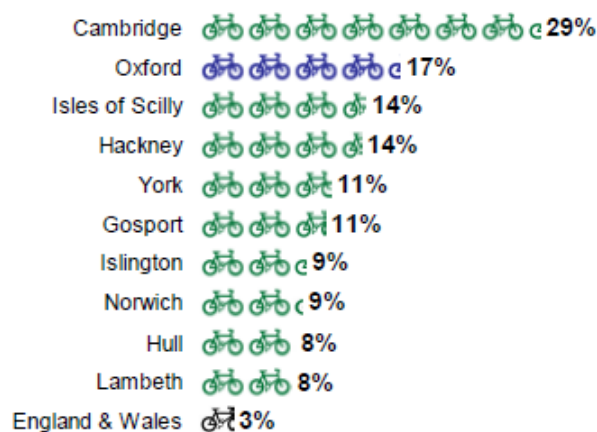 Cambridge 29%
Oxford 17%
Isles of Scilly 14%
Hackney 14%
York 11%
Gosport 11%
Islington 9%
Norwich 9%
Hull 8%
Lambeth 8%
England & Wales 3%